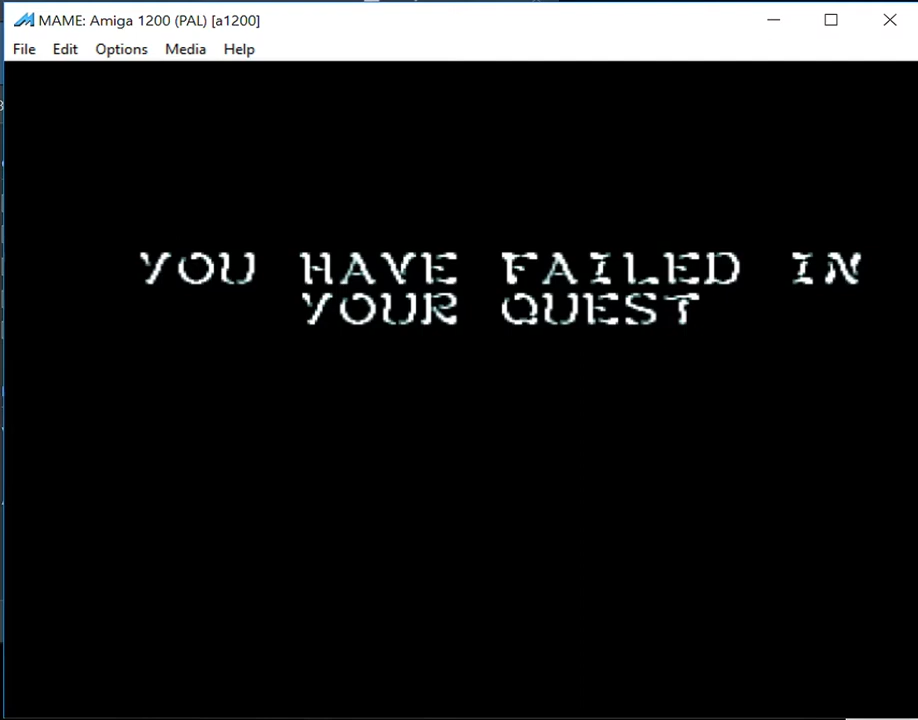 MAME: Amiga 1200 (PAL) [a1200]
File Edit Options Media Help
YOU HAVE FAILED IN
YOUR QUEST